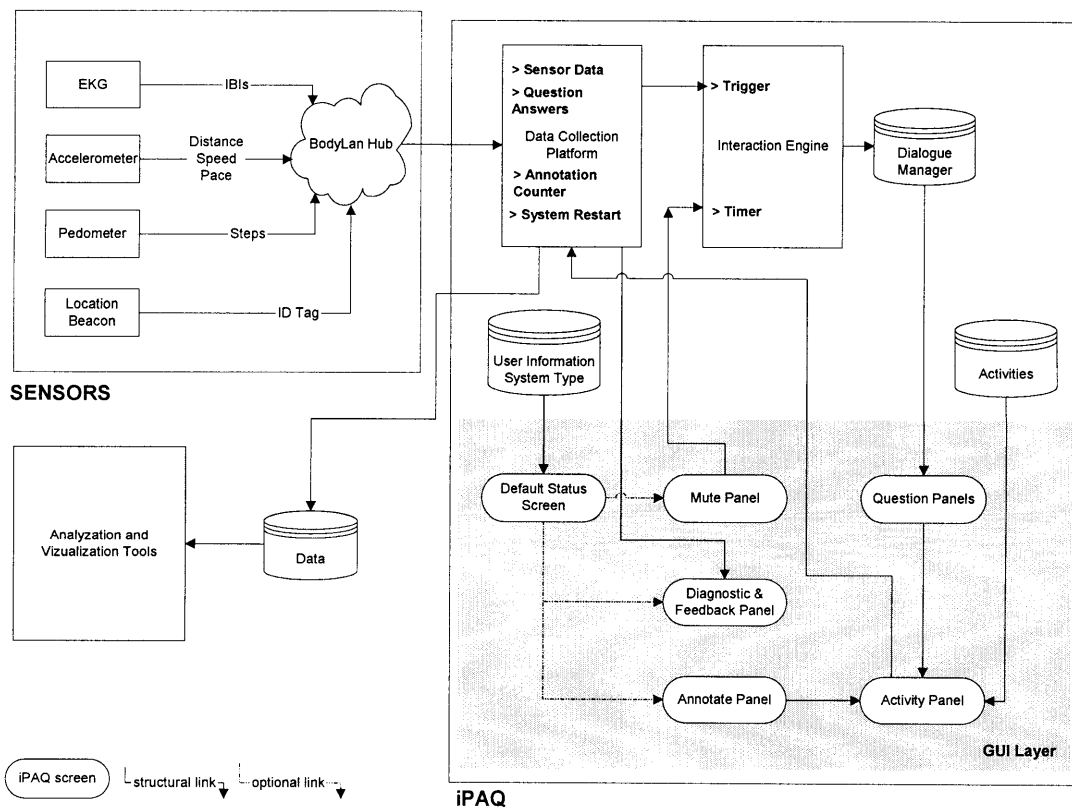 EKG
IBIs
Accelerometer
Distance
Speed
Pace
Pedometer
Steps
Location
Beacon
ID Tag
BodyLan Hub
SENSORS
> Sensor Data
> Question
Answers
Data Collection
Platform
> Annotation
Counter
> System Restart
> Trigger
Interaction Engine
> Timer
Dialogue
Manager
User Information
System Type
Activities
Default Status
Screen
Mute Panel
Question Panels
Diagnostic &
Feedback Panel
Annotate Panel
Activity Panel
GUI Layer
iPAQ
Analyzation and
Vizualization Tools
Data
iPAQ screen
structural link
optional link